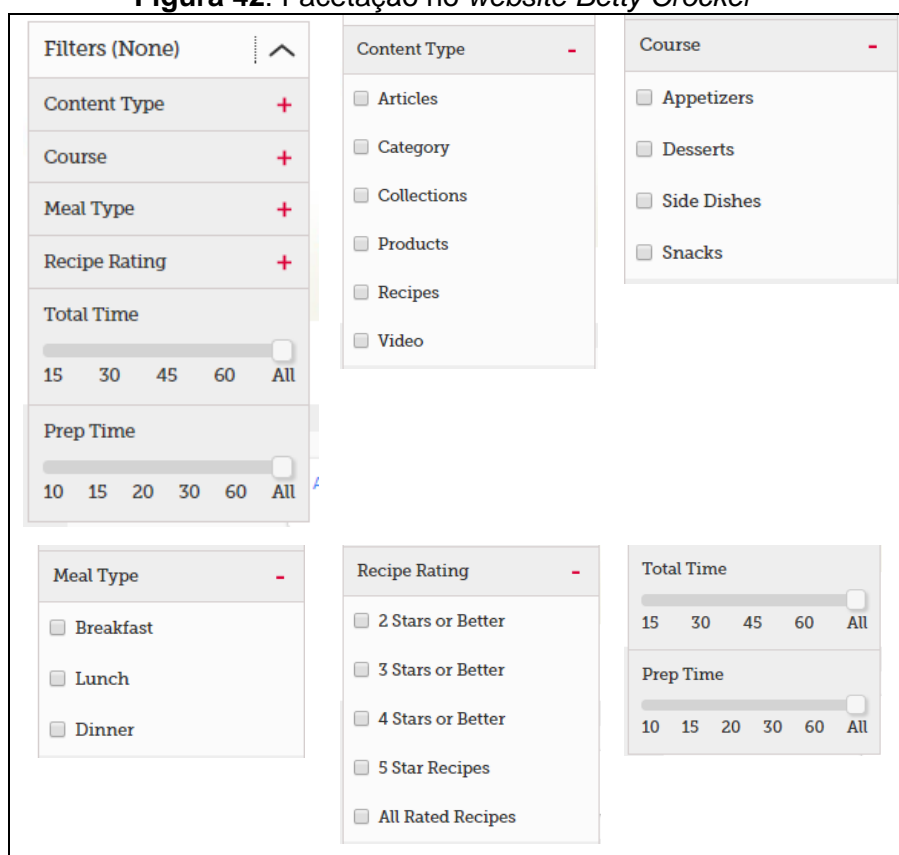 Figura 42. Facetação no website Betty Crocker
Filters (None)
Content Type +
Course +
Meal Type +
Recipe Rating +
Total Time
15 30 45 60 All
Prep Time
10 15 20 30 60 All
Content Type -
Articles
Category
Collections
Products
Recipes
Video
Course -
Appetizers
Desserts
Side Dishes
Snacks
A
Meal Type -
Breakfast
Lunch
Dinner
Recipe Rating -
2 Stars or Better
3 Stars or Better
4 Stars or Better
5 Star Recipes
All Rated Recipes
Total Time
15 30 45 60 All
Prep Time
10 15 20 30 60 All